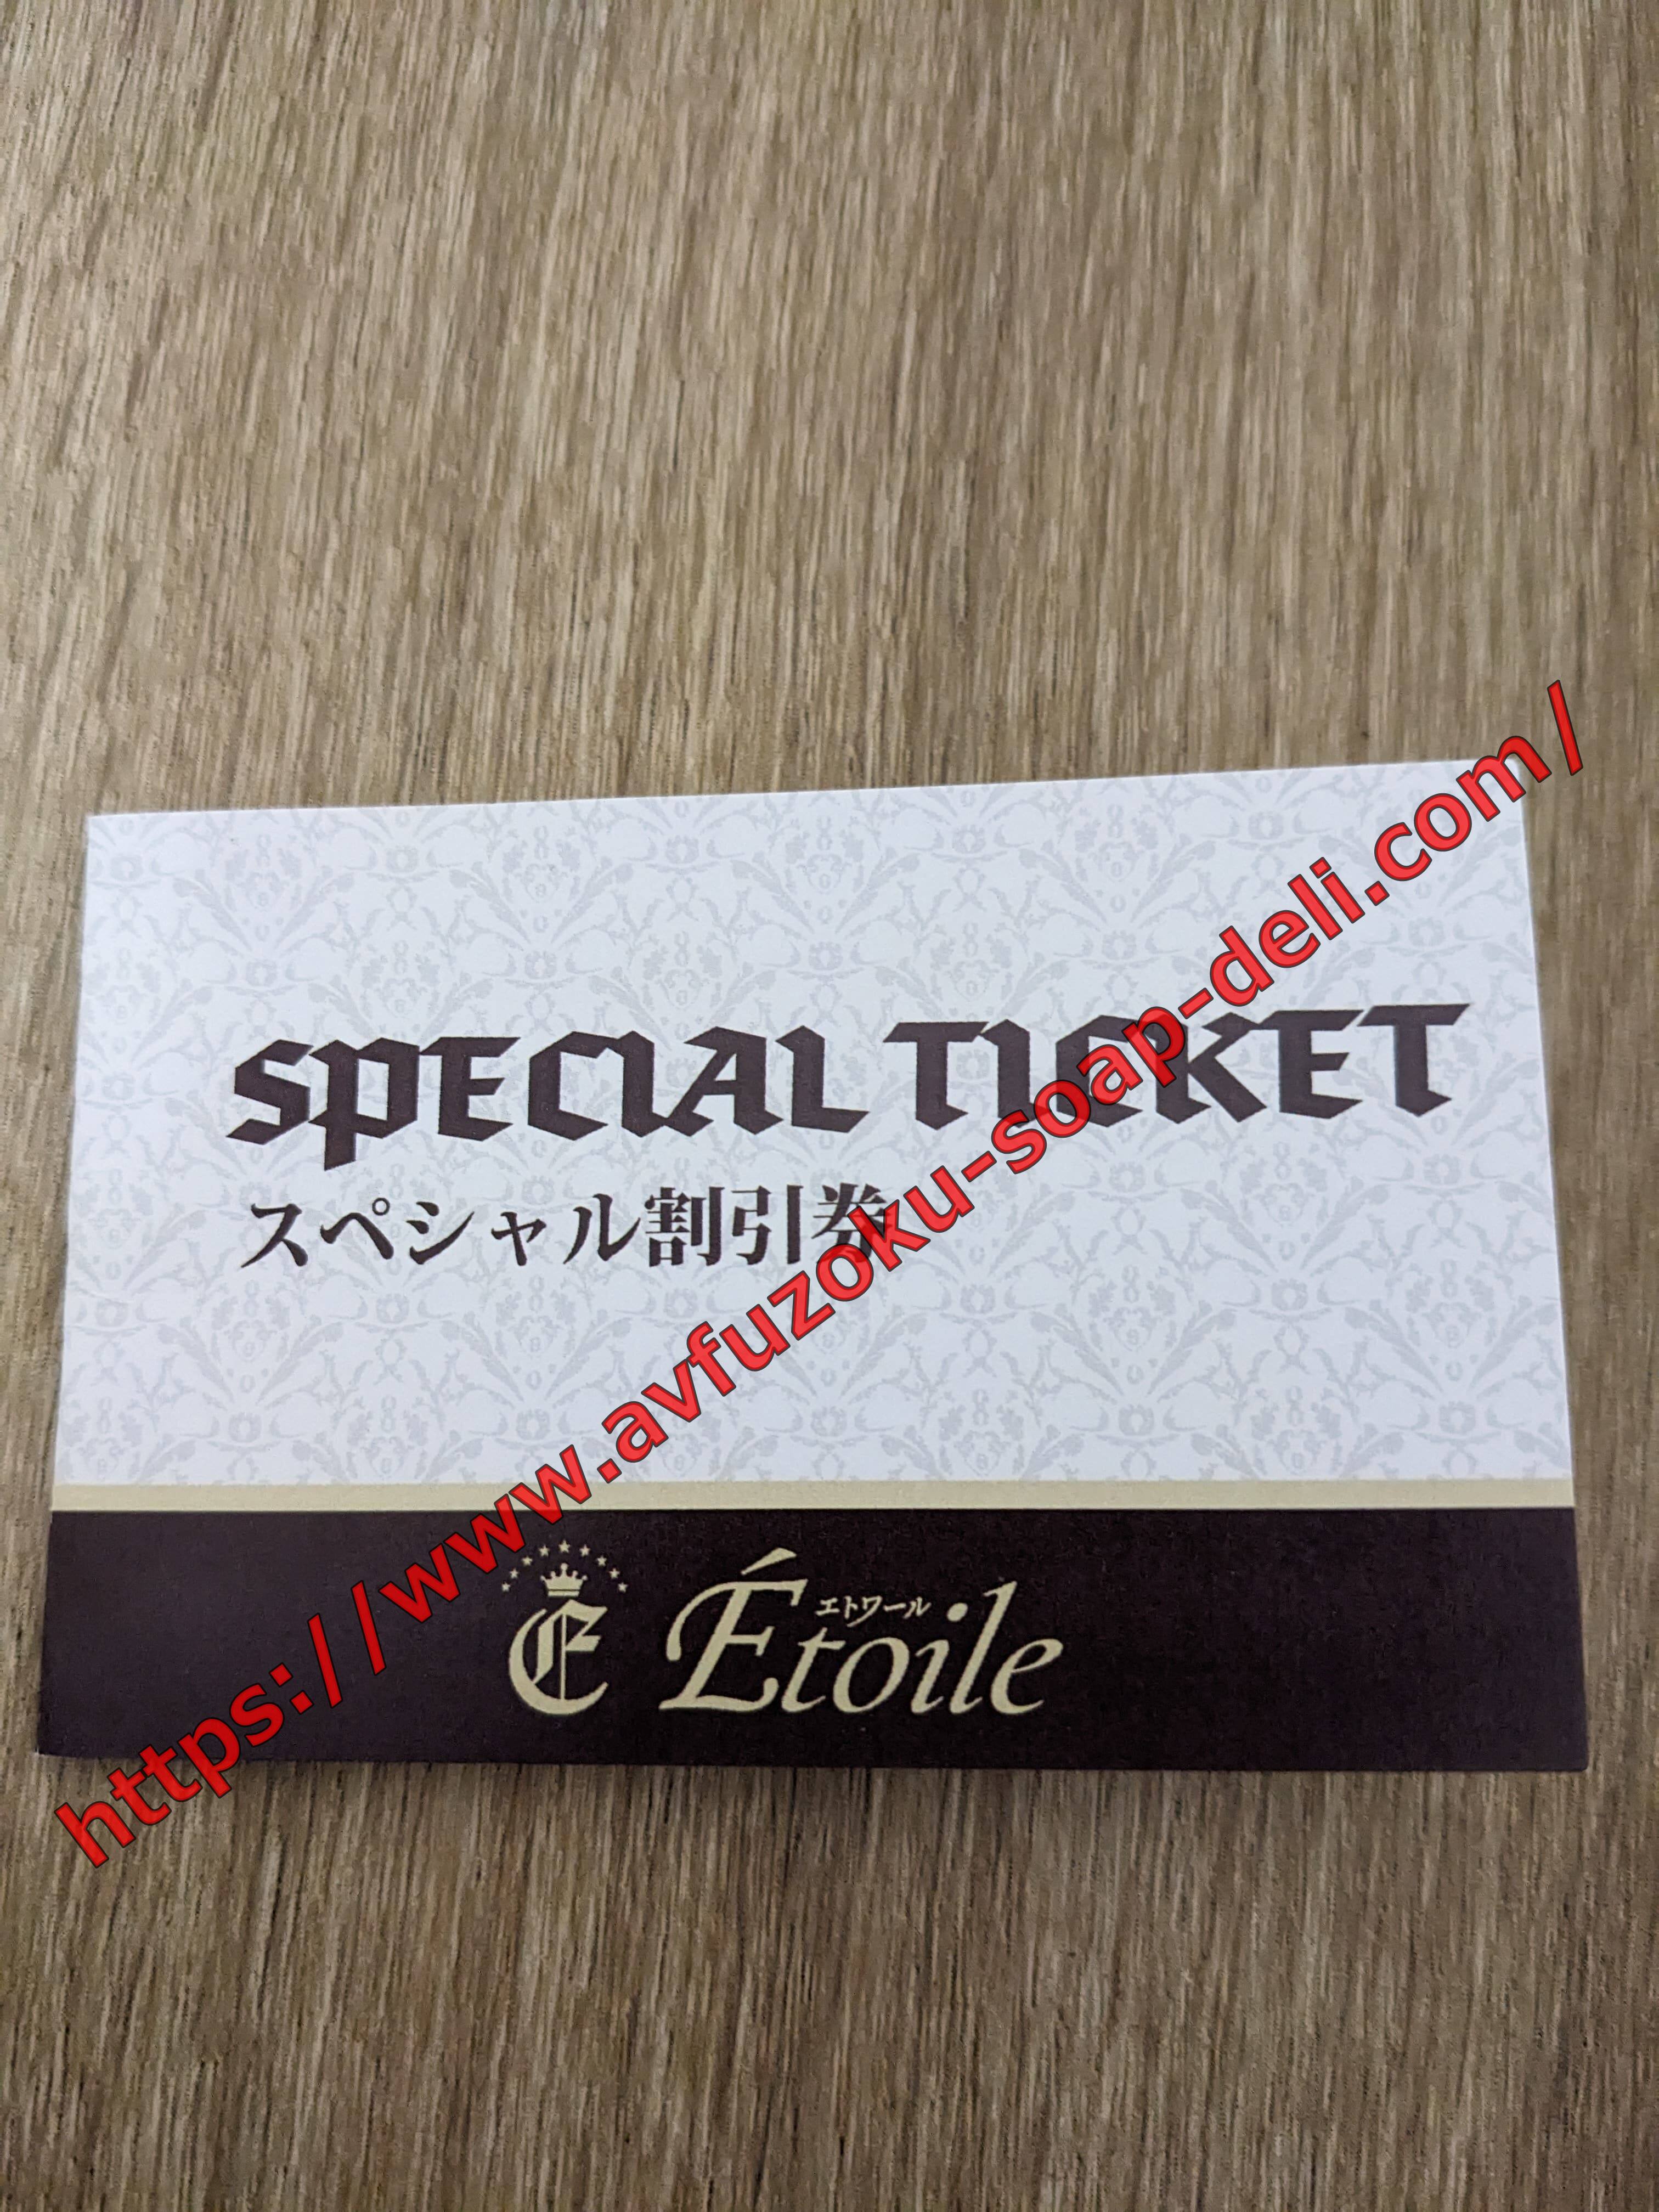 SPECIAL TICKET
スペシャル割引券
https://www.avfuzoku-soap-deli.com/
E
エトワール
Étoile